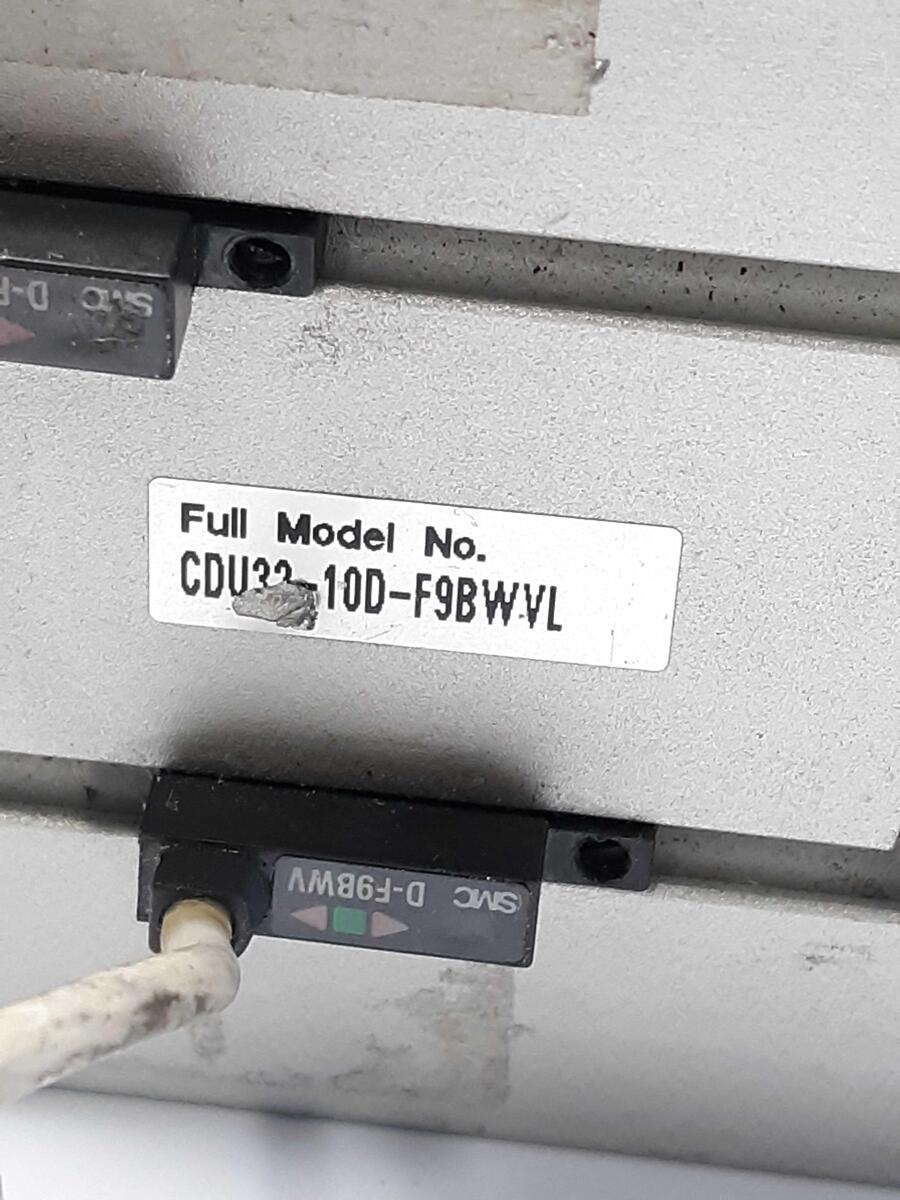 SMC D-F
Full Model No.
CDU32-10D-F9BWVL
SMC D-F9BWV